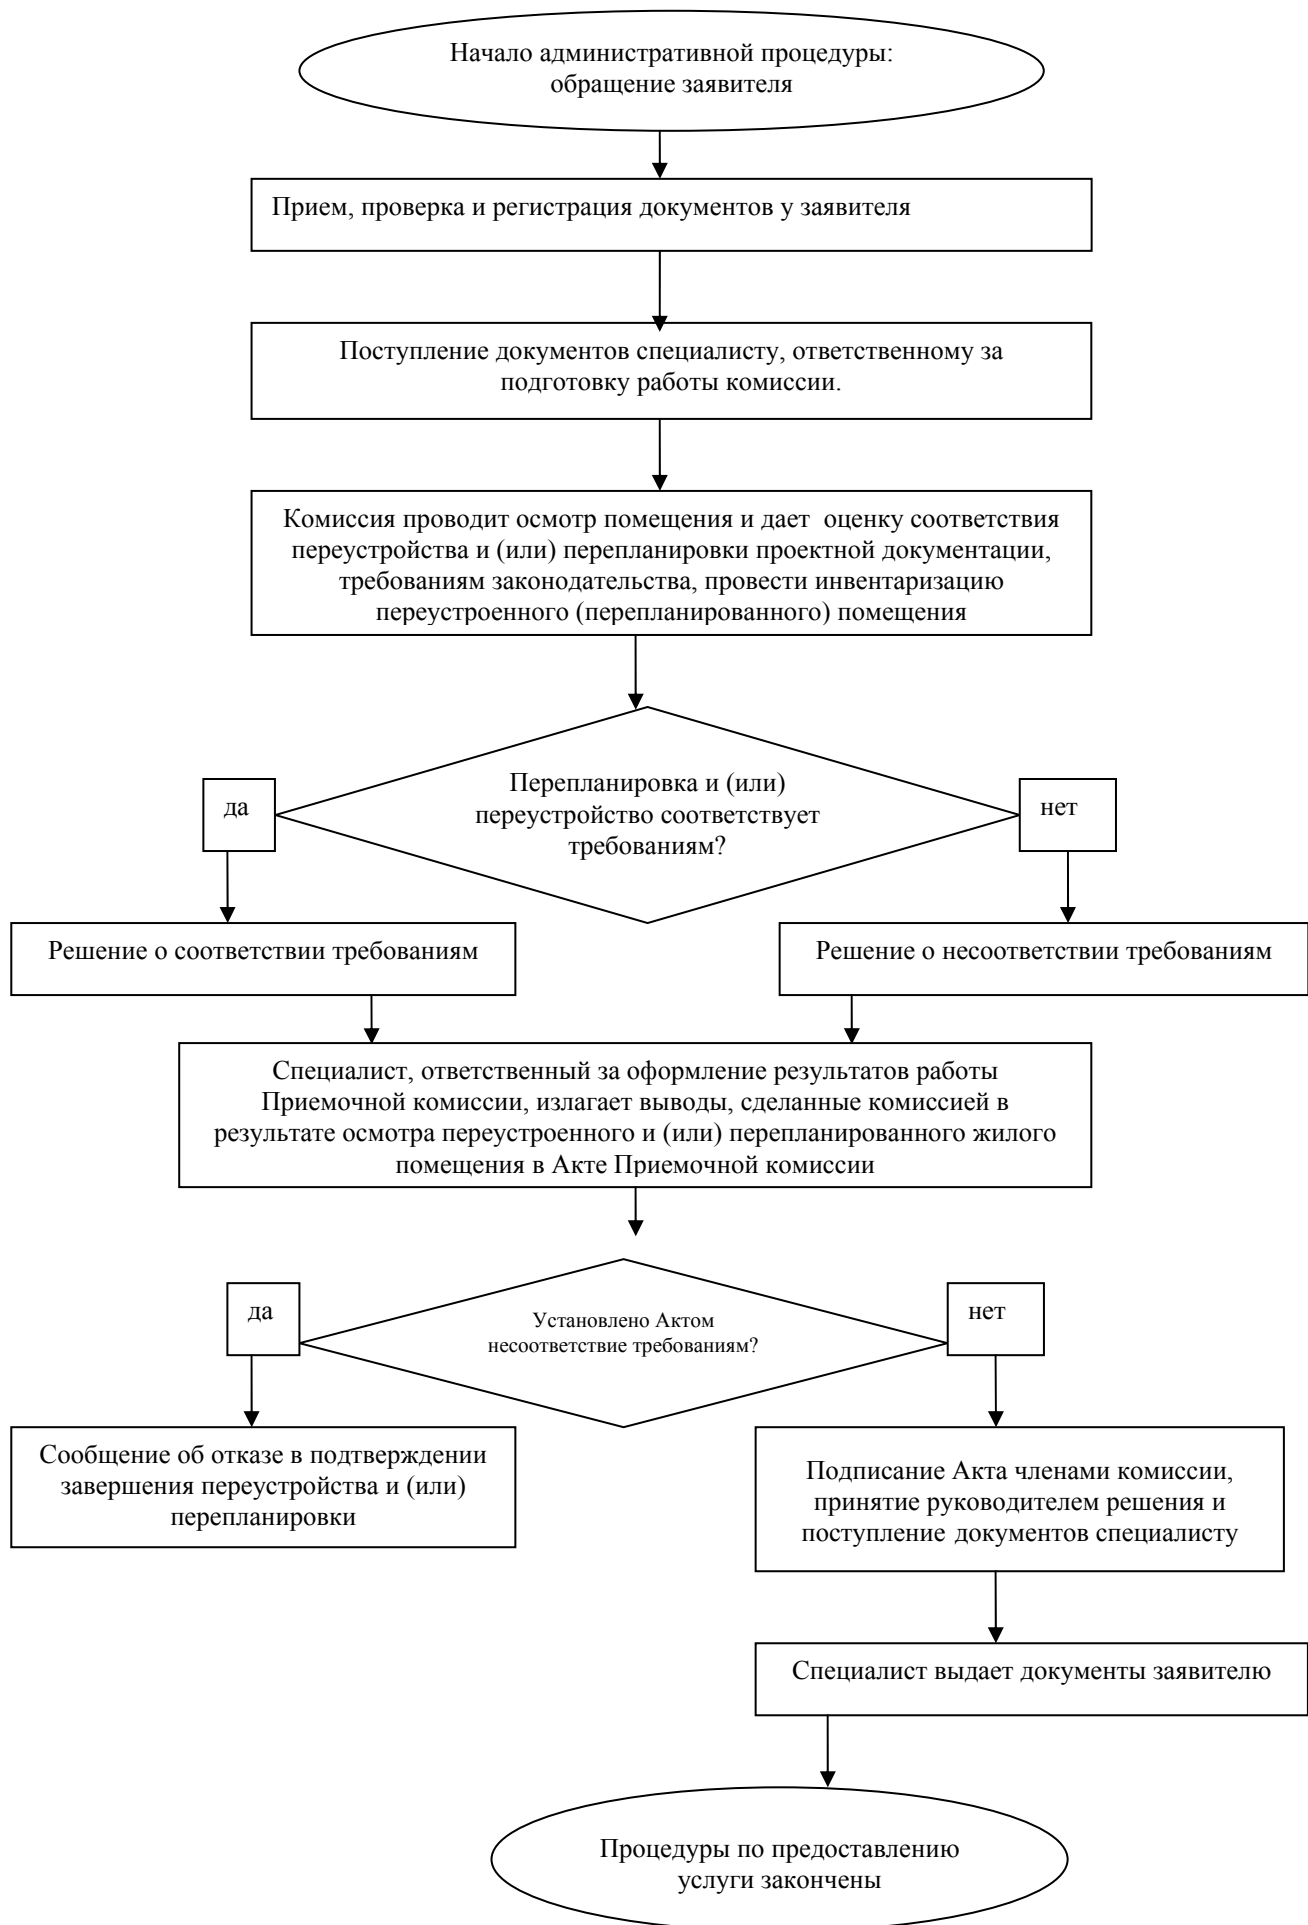 Начало административной процедуры:
обращение заявителя
Прием, проверка и регистрация документов у заявителя
Поступление документов специалисту, ответственному за
подготовку работы комиссии.
Комиссия проводит осмотр помещения и дает  оценку соответствия
переустройства и (или) перепланировки проектной документации,
требованиям законодательства, провести инвентаризацию
переустроенного (перепланированного) помещения
да
Перепланировка и (или)
переустройство соответствует
требованиям?
нет
Решение о соответствии требованиям
Решение о несоответствии требованиям
Специалист, ответственный за оформление результатов работы
Приемочной комиссии, излагает выводы, сделанные комиссией в
результате осмотра переустроенного и (или) перепланированного жилого
помещения в Акте Приемочной комиссии
да
Установлено Актом
несоответствие требованиям?
нет
Сообщение об отказе в подтверждении
завершения переустройства и (или)
перепланировки
Подписание Акта членами комиссии,
принятие руководителем решения и
поступление документов специалисту
Специалист выдает документы заявителю
Процедуры по предоставлению
услуги закончены